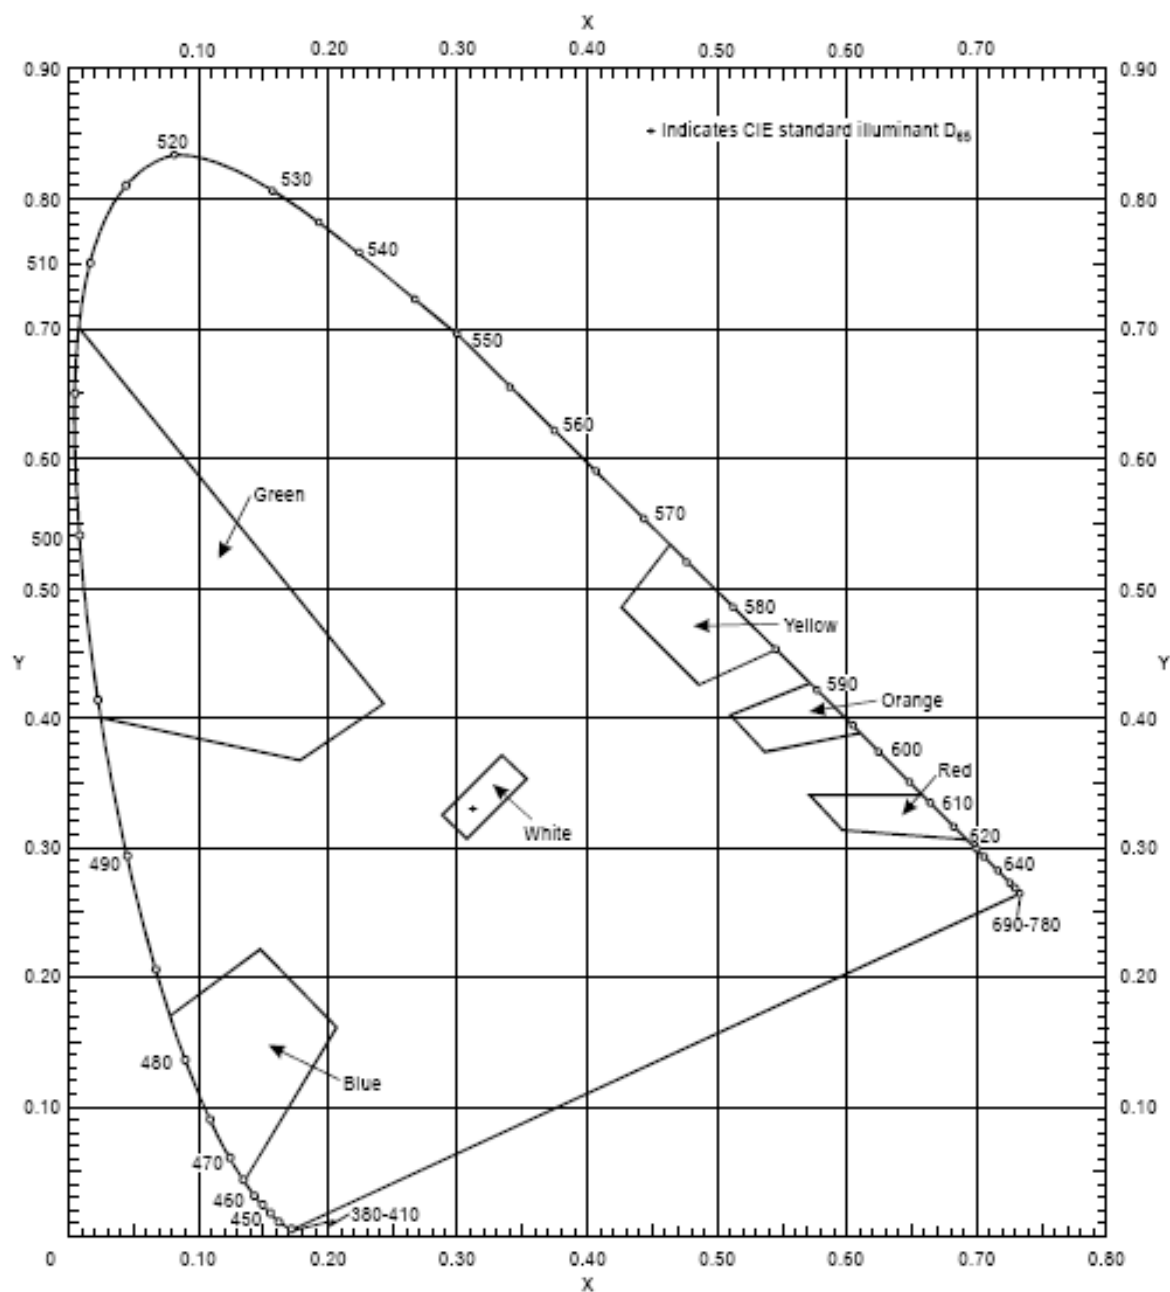 X
0.10 0.20 0.30 0.40 0.50 0.60 0.70
0.90 0.90
Indicates CIE standard illuminant D65
520
530
0.80 0.80
540
510
0.70 0.70
550
560
0.60 0.60
Green
570
500
0.50 0.50
580
Yellow
Y Y
590
Orange
0.40 0.40
600
Red
610
White
520
0.30 0.30
490
640
690-780
0.20 0.20
480
Blue
0.10 0.10
470
460
450
380-410
0 0.10 0.20 0.30 0.40 0.50 0.60 0.70 0.80
X